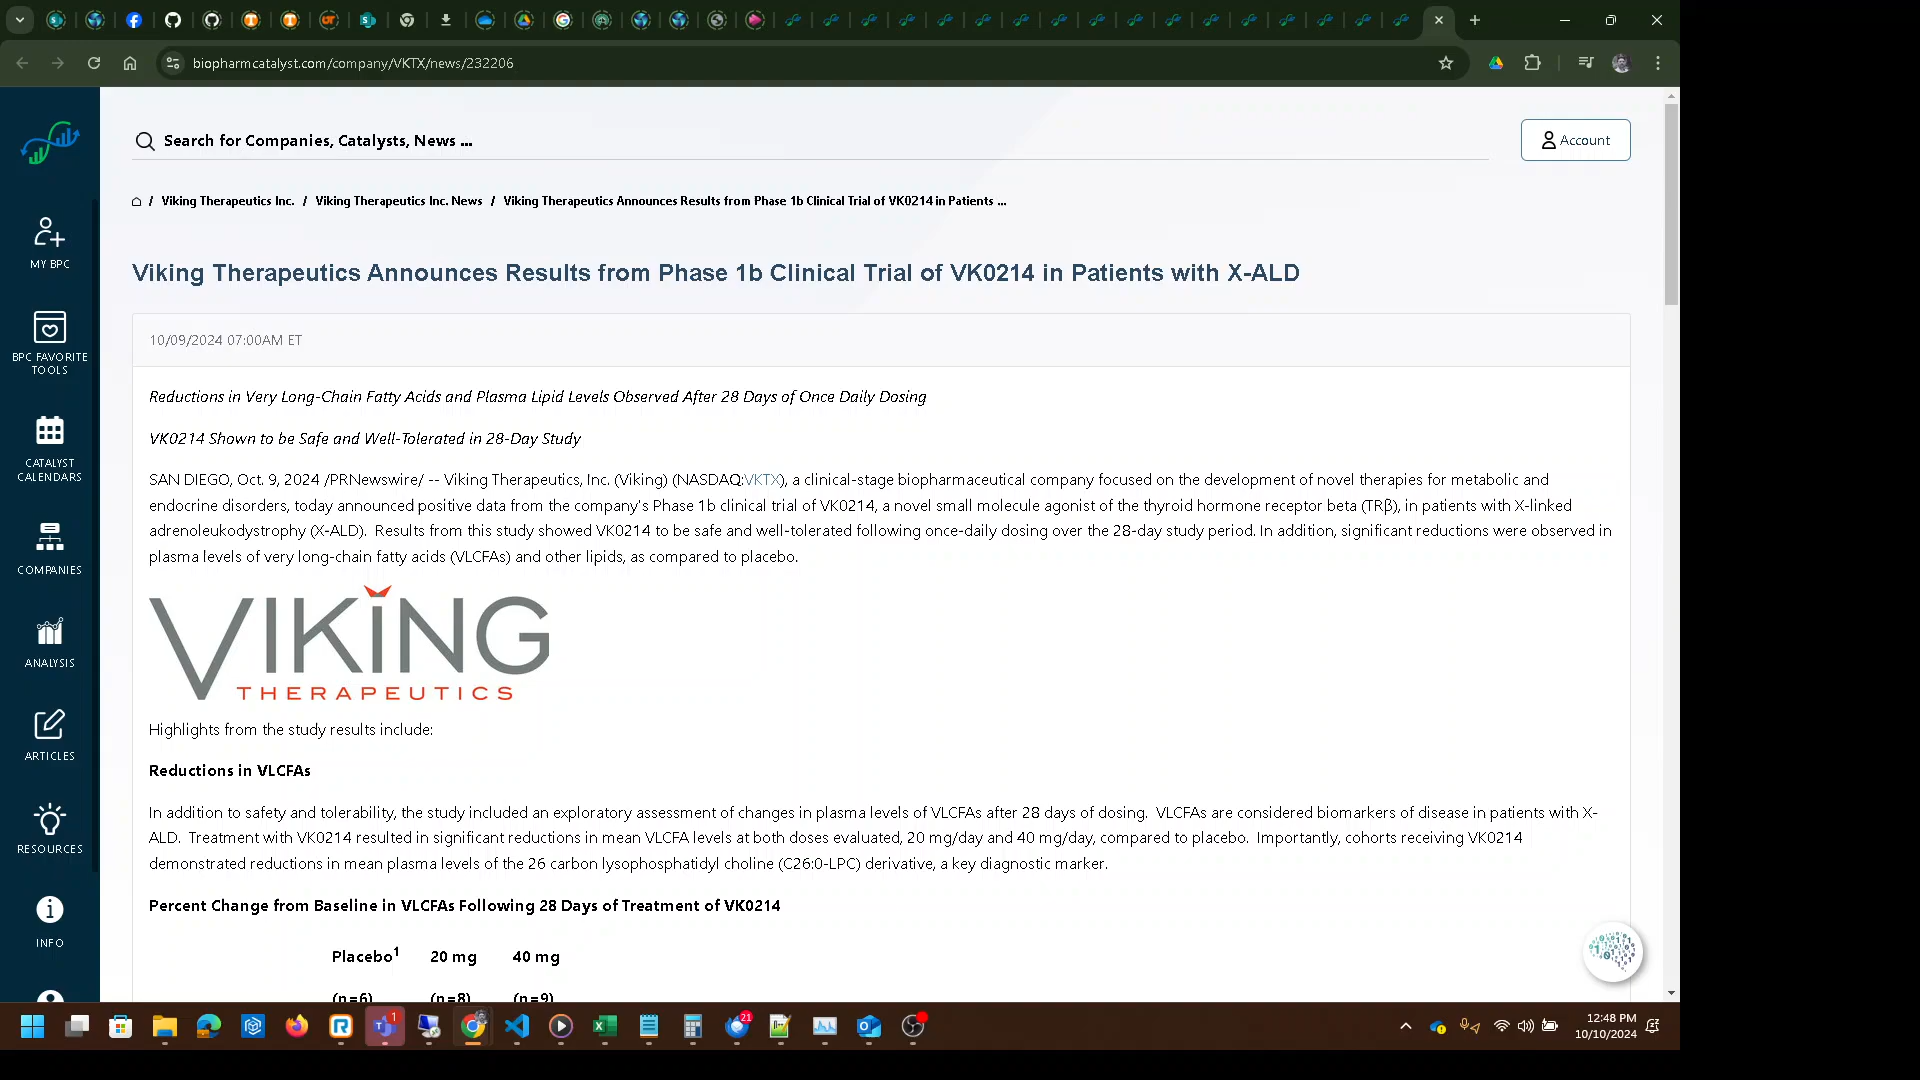 biopharmcatalyst.com/company/VKTX/news/232206
Search for Companies, Catalysts, News ...
Account
/ Viking Therapeutics Inc. / Viking Therapeutics Inc. News / Viking Therapeutics Announces Results from Phase 1b Clinical Trial of VK0214 in Patients ...
MY BPC
BPC FAVORITE
TOOLS
CATALYST
CALENDARS
COMPANIES
ANALYSIS
ARTICLES
RESOURCES
INFO
Viking Therapeutics Announces Results from Phase 1b Clinical Trial of VK0214 in Patients with X-ALD
10/09/2024 07:00AM ET
Reductions in Very Long-Chain Fatty Acids and Plasma Lipid Levels Observed After 28 Days of Once Daily Dosing
VK0214 Shown to be Safe and Well-Tolerated in 28-Day Study
SAN DIEGO, Oct. 9, 2024 /PRNewswire/ -- Viking Therapeutics, Inc. (Viking) (NASDAQ:VKTX), a clinical-stage biopharmaceutical company focused on the development of novel therapies for metabolic and
endocrine disorders, today announced positive data from the company's Phase 1b clinical trial of VK0214, a novel small molecule agonist of the thyroid hormone receptor beta (TRβ), in patients with X-linked
adrenoleukodystrophy (X-ALD).  Results from this study showed VK0214 to be safe and well-tolerated following once-daily dosing over the 28-day study period. In addition, significant reductions were observed in
plasma levels of very long-chain fatty acids (VLCFAs) and other lipids, as compared to placebo.
VIKING
THERAPEUTICS
Highlights from the study results include:
Reductions in VLCFAs
In addition to safety and tolerability, the study included an exploratory assessment of changes in plasma levels of VLCFAs after 28 days of dosing.  VLCFAs are considered biomarkers of disease in patients with X-
ALD.  Treatment with VK0214 resulted in significant reductions in mean VLCFA levels at both doses evaluated, 20 mg/day and 40 mg/day, compared to placebo.  Importantly, cohorts receiving VK0214
demonstrated reductions in mean plasma levels of the 26 carbon lysophosphatidyl choline (C26:0-LPC) derivative, a key diagnostic marker.
Percent Change from Baseline in VLCFAs Following 28 Days of Treatment of VK0214
Placebo1 20 mg 40 mg
(n=6) (n=8) (n=9)
1
21
12:48 PM
10/10/2024